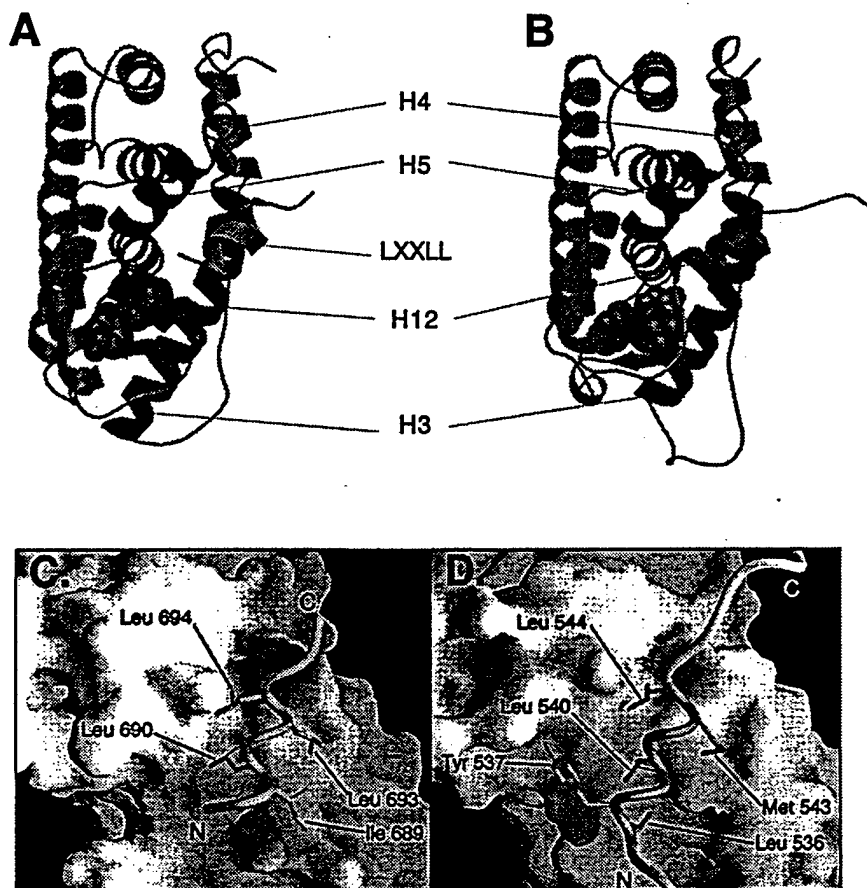 A
B
H4
H5
LXXLL
H12
H3
C.
D
C
C
Leu 694
Leu 544
Leu 690
Leu 540
Tyr 537
Leu 693
Met 543
N
Ile 689
Leu 536
N